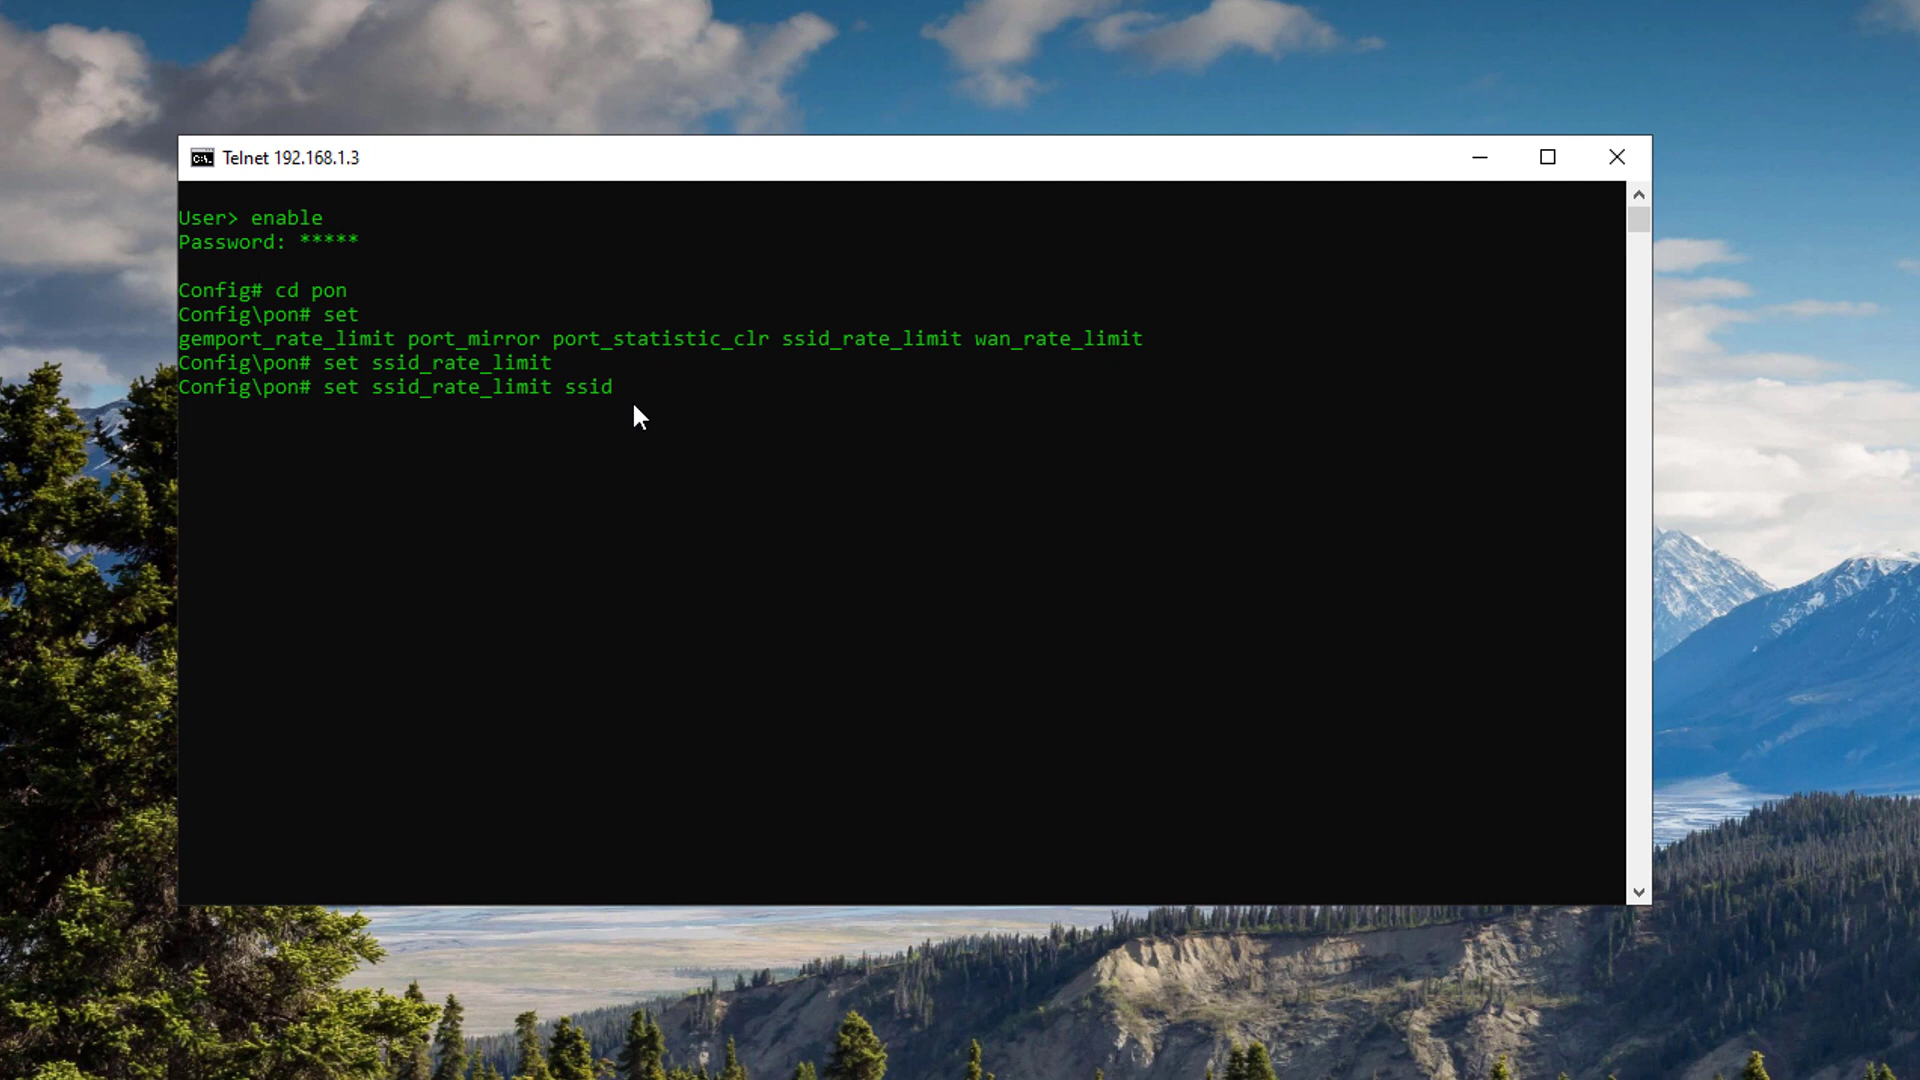 Telnet 192.168.1.3
User> enable
Password: *****
Config# cd pon
Config\pon# set
gemport_rate_limit port_mirror port_statistic_clr ssid_rate_limit wan_rate_limit
Config\pon# set ssid_rate_limit
Config\pon# set ssid_rate_limit ssid